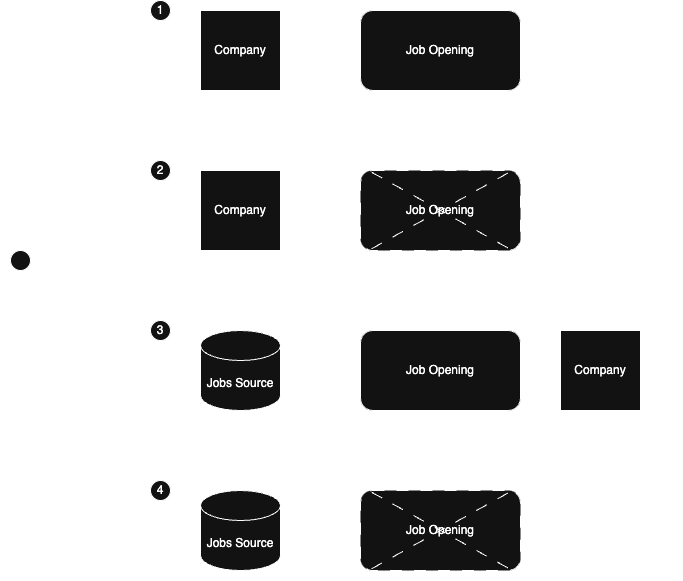 1
Company
Job Opening
2
Company
Job Opening
3
Jobs Source
Job Opening
Company
4
Jobs Source
Job Opening